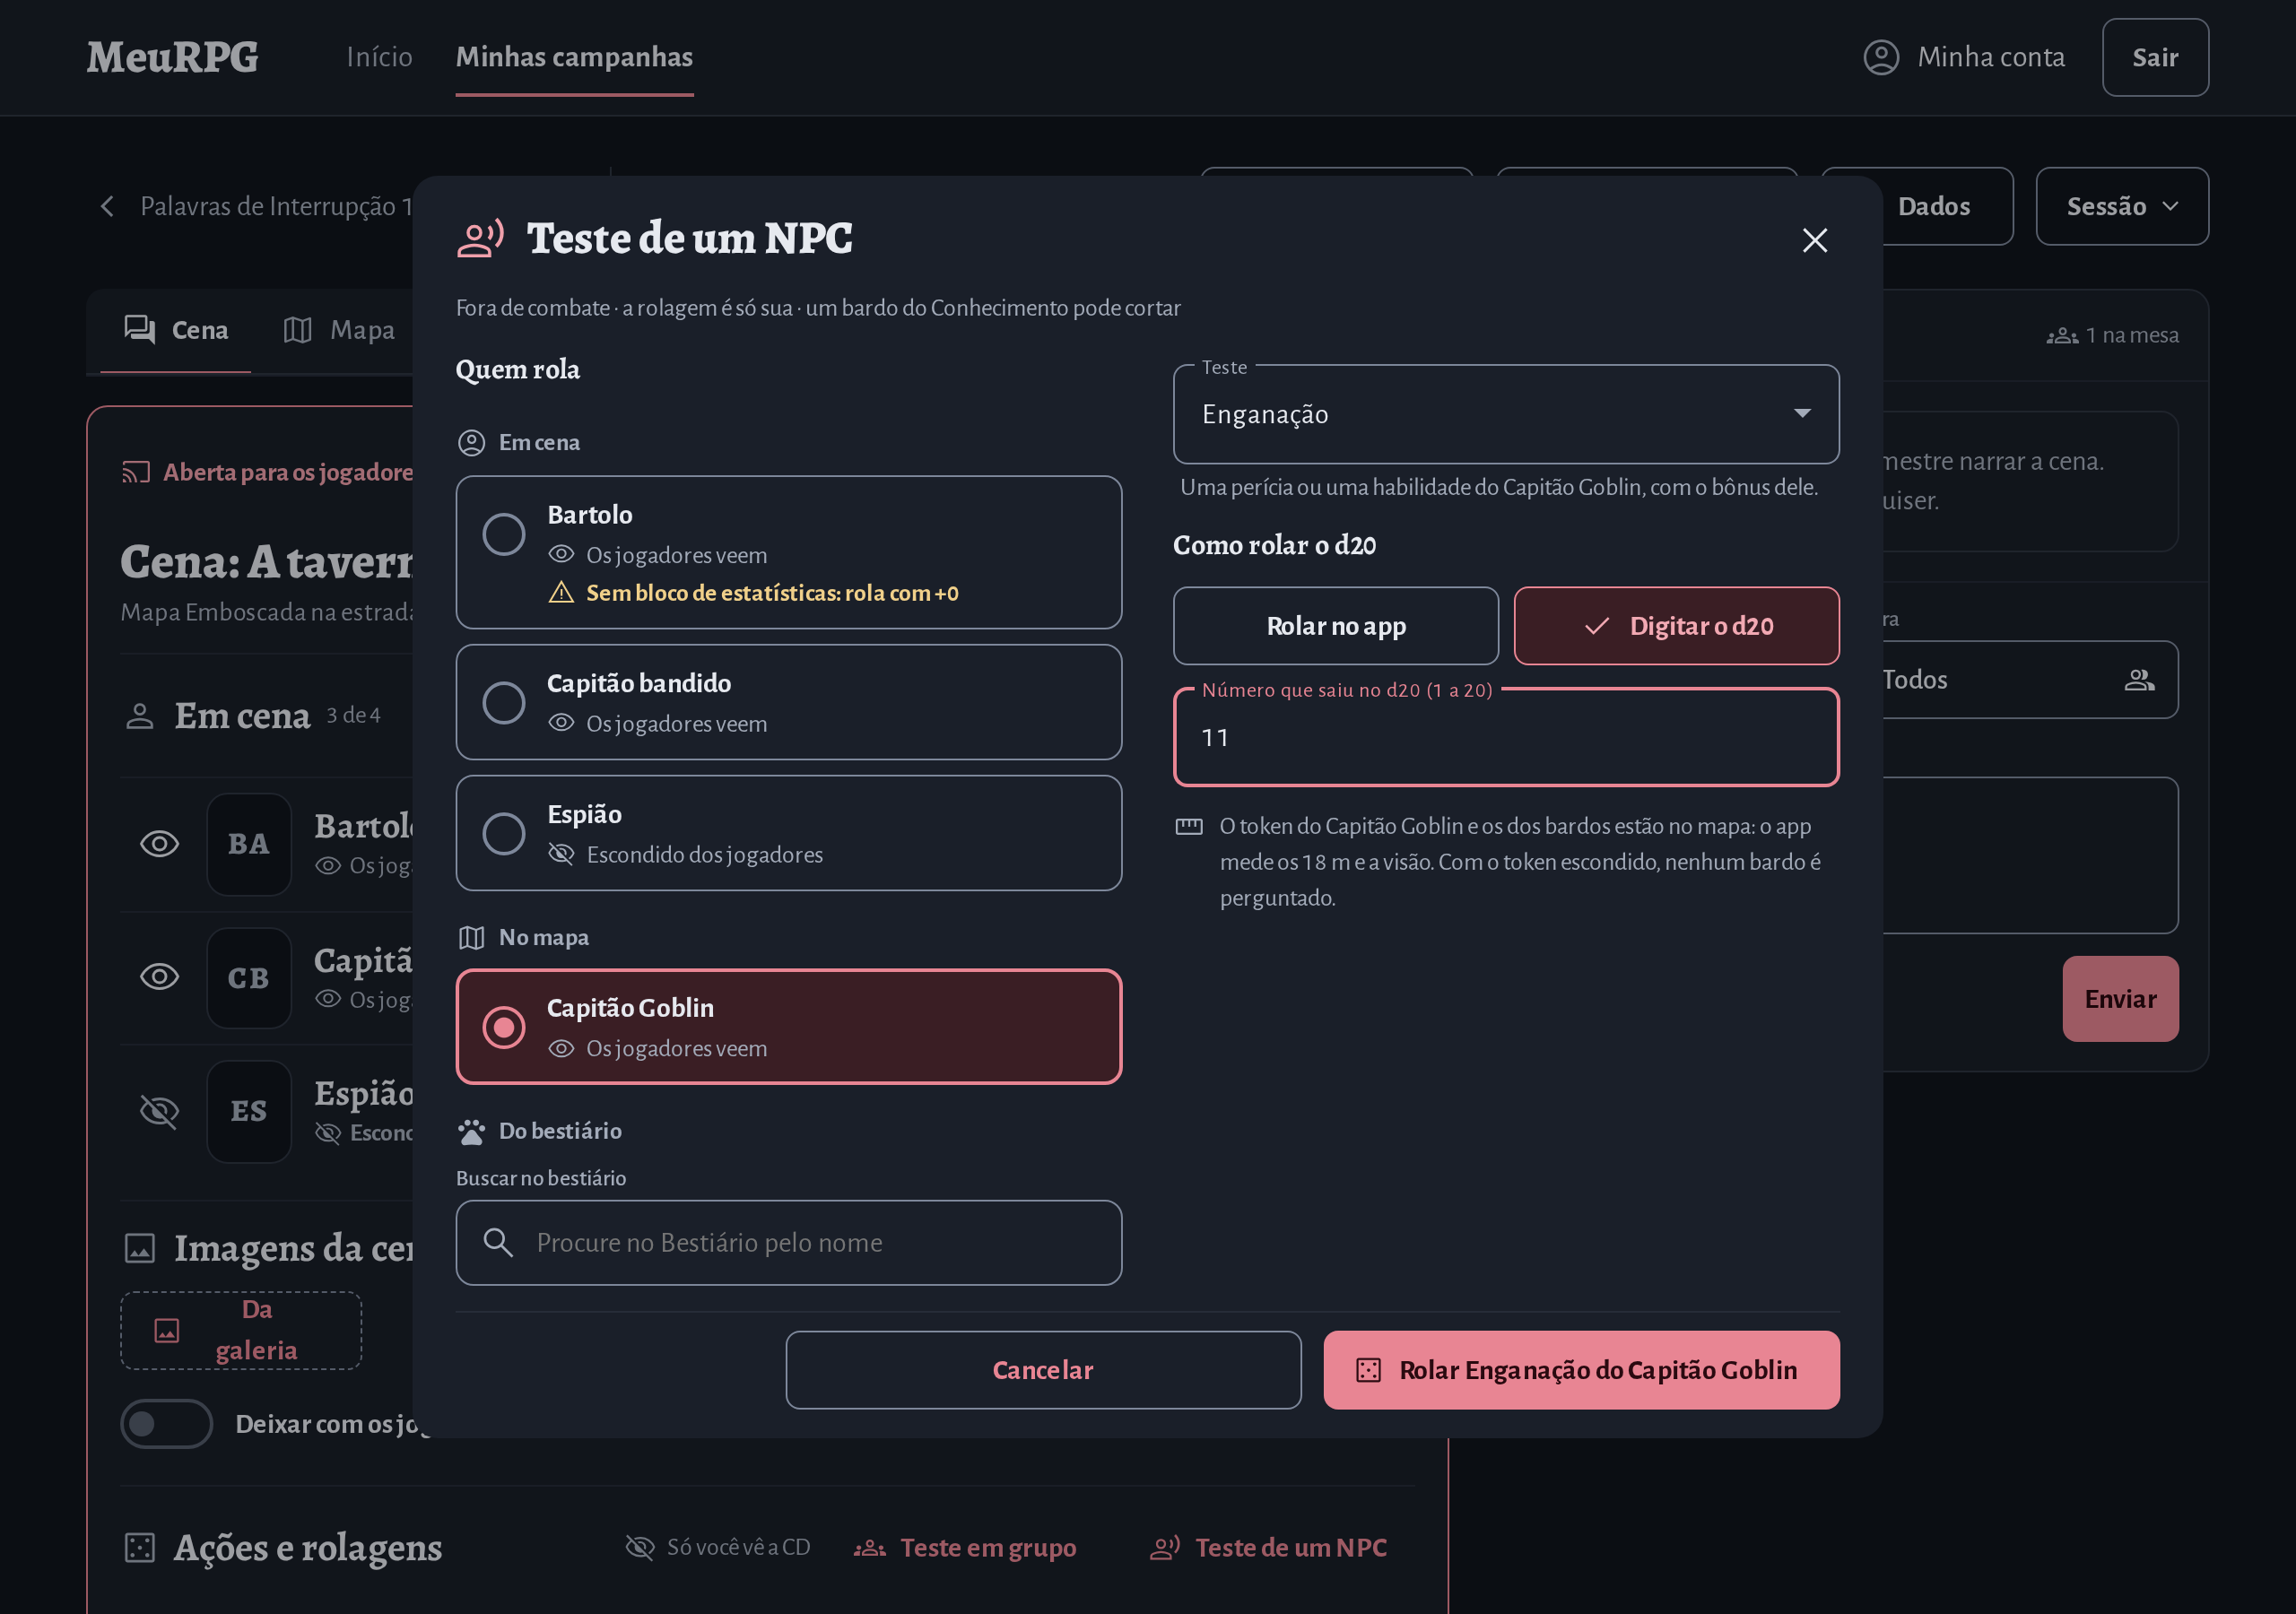 MeuRPG
Início
Minhas campanhas
Minha conta
Sair
Palavras de Interrupção 1
Dados
Sessão
Cena
Mapa
1 na mesa
Aberta para os jogadore
Cena: A taver
Mapa Emboscada na estrada
Em cena 3 de 4
BA
Bartol
Os jog
CB
Capitã
Os jog
ES
Espião
Escond
Imagens da ce
Da
galeria
Deixar com os jog
Ações e rolagens
Só você vê a CD
Teste em grupo
Teste de um NPC
Teste de um NPC
Fora de combate · a rolagem é só sua · um bardo do Conhecimento pode cortar
Quem rola
Em cena
Bartolo
Os jogadores veem
Sem bloco de estatísticas: rola com +0
Capitão bandido
Os jogadores veem
Espião
Escondido dos jogadores
No mapa
Capitão Goblin
Os jogadores veem
Do bestiário
Buscar no bestiário
Procure no Bestiário pelo nome
Teste
Enganação
Uma perícia ou uma habilidade do Capitão Goblin, com o bônus dele.
Como rolar o d20
Rolar no app
Digitar o d20
Número que saiu no d20 (1 a 20)
11
O token do Capitão Goblin e os dos bardos estão no mapa: o app
mede os 18 m e a visão. Com o token escondido, nenhum bardo é
perguntado.
Cancelar
Rolar Enganação do Capitão Goblin
mestre narrar a cena.
uiser.
ra
Todos
Enviar